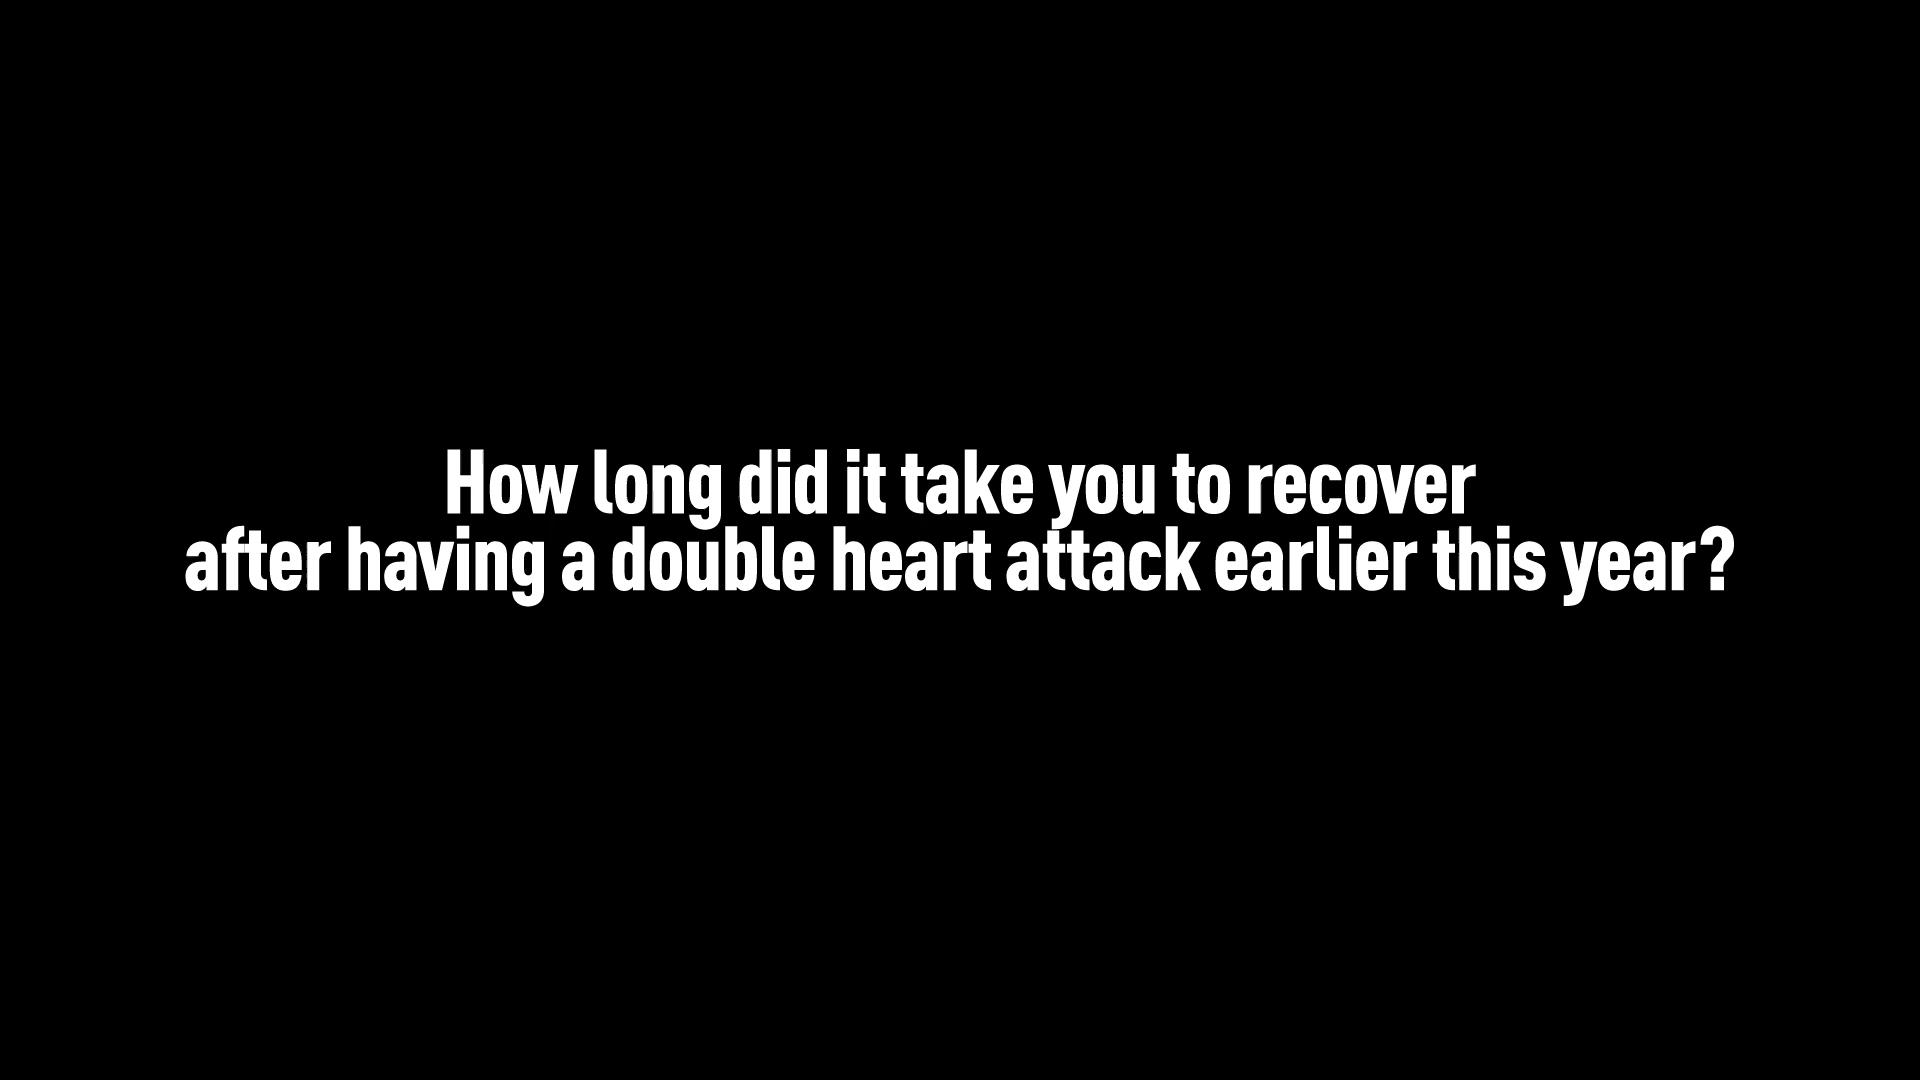 How long did it take you to recover
after having a double heart attack earlier this year?